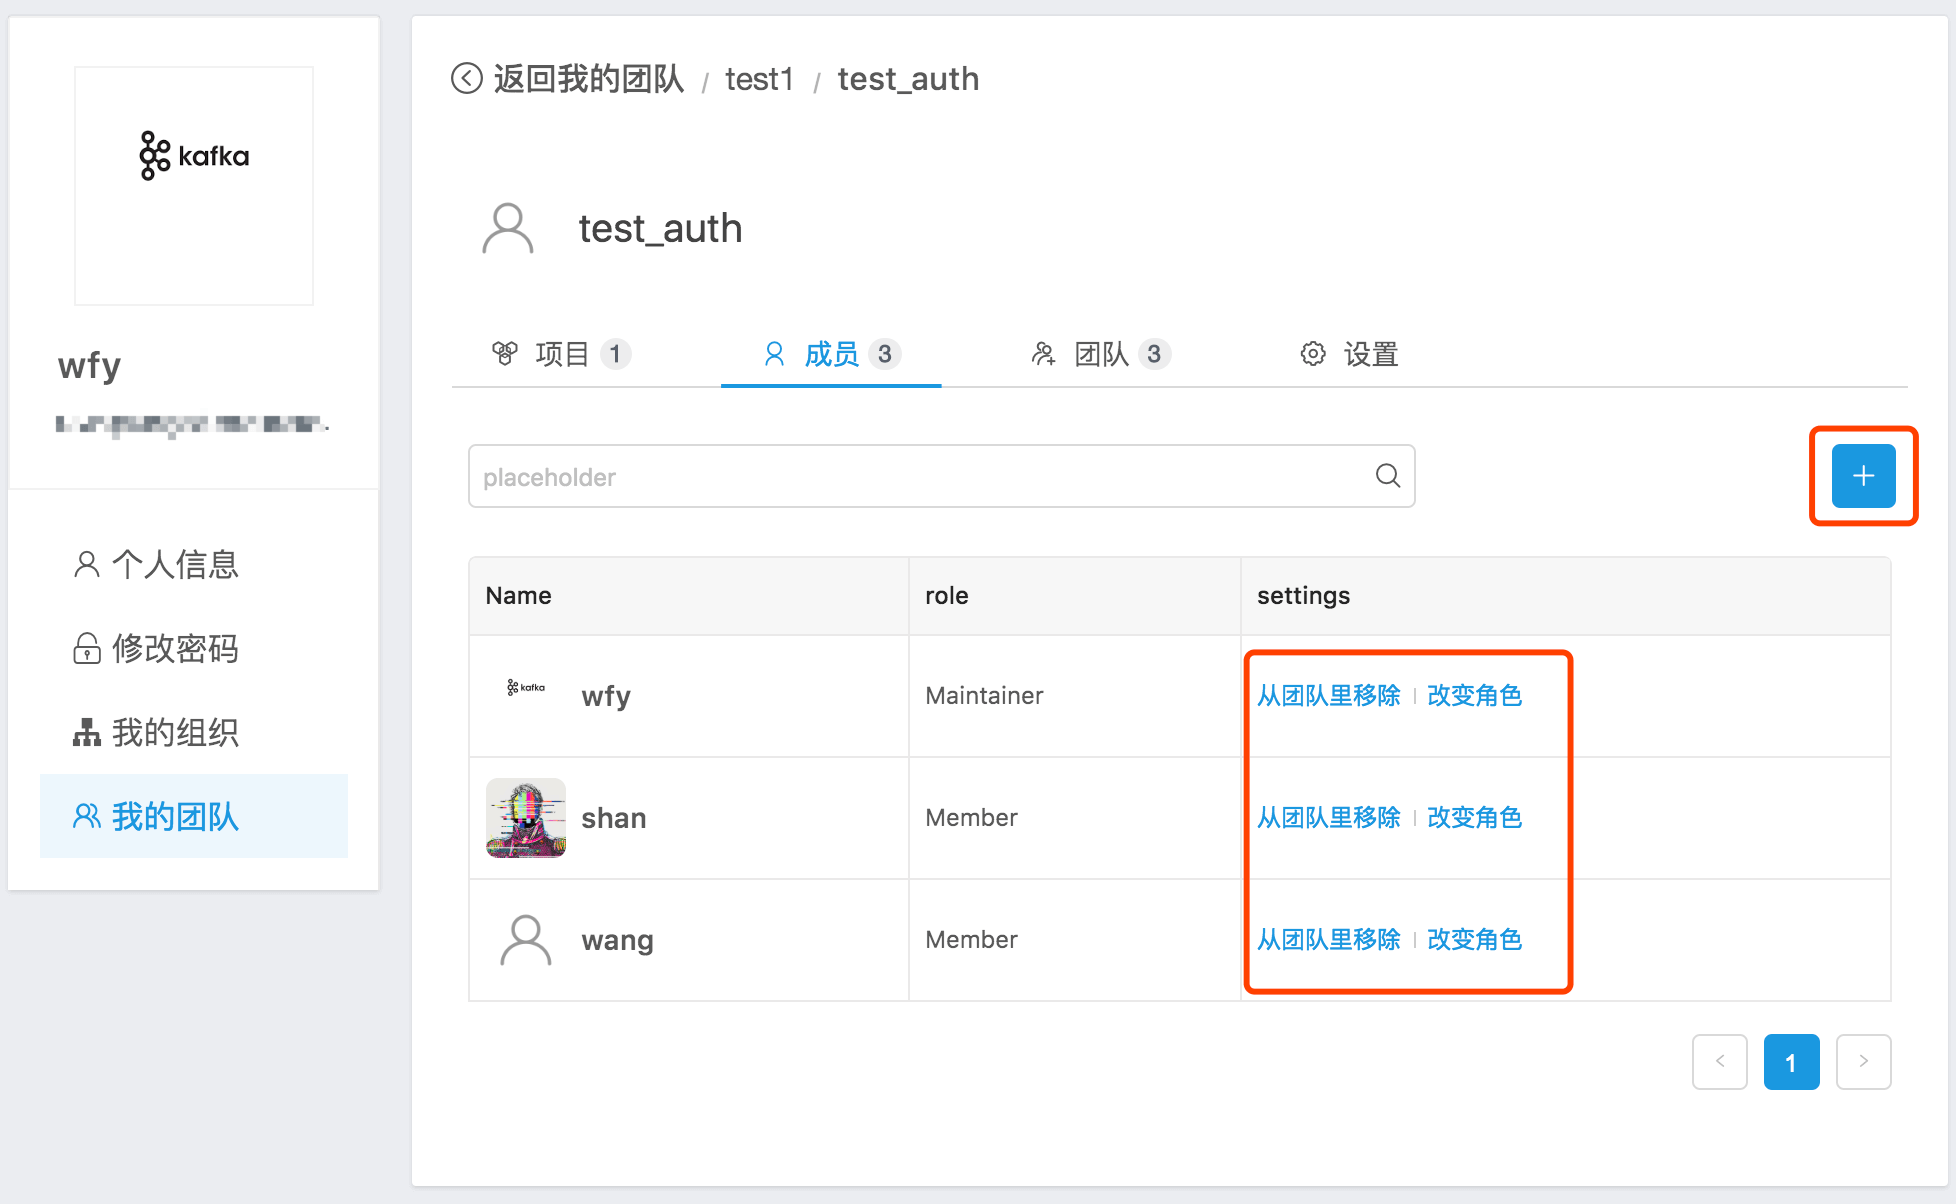 kafka
wfy
个人信息
修改密码
我的组织
我的团队
返回我的团队 / test1 / test_auth
test_auth
项目 1 成员 3 团队 3 设置
placeholder
Name role settings
kafka wfy Maintainer 从团队里移除 改变角色
shan Member 从团队里移除 改变角色
wang Member 从团队里移除 改变角色
< 1 >